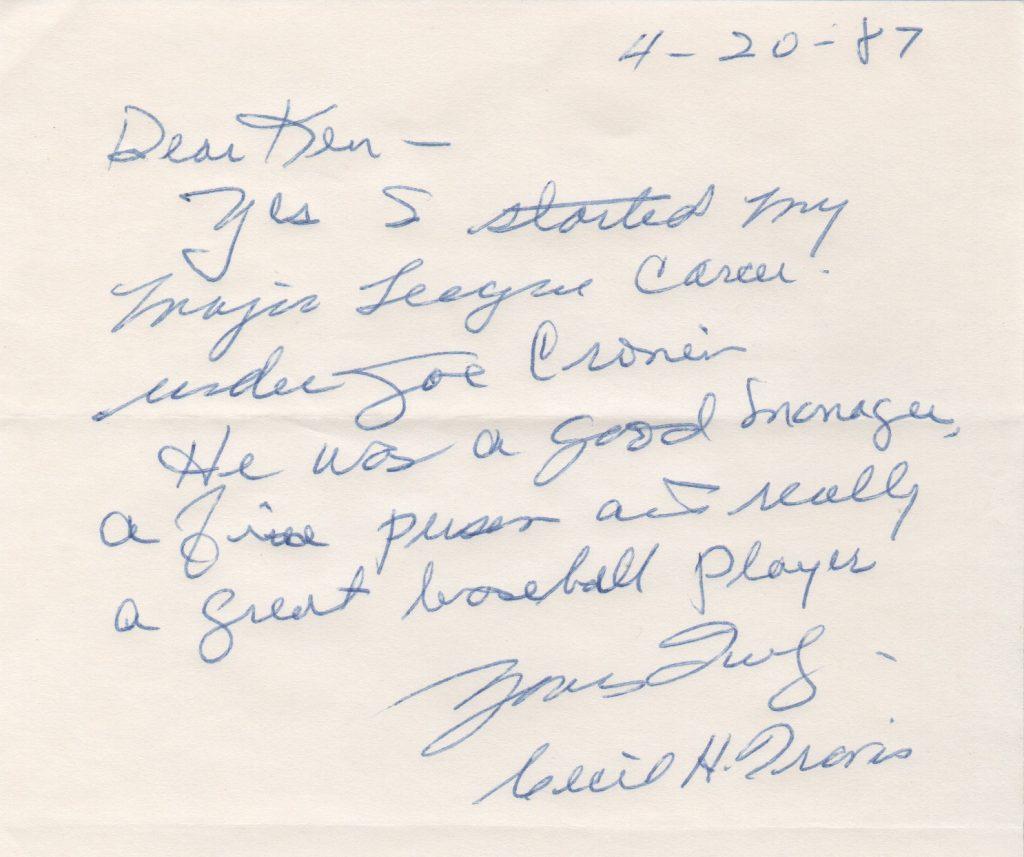 4-20-87
Dear Ken —
Yes I started my
Major League Career
under Joe Cronin
He was a good manager,
a fine person and really
a great baseball player
Yours Truly -
Cecil H. Travis